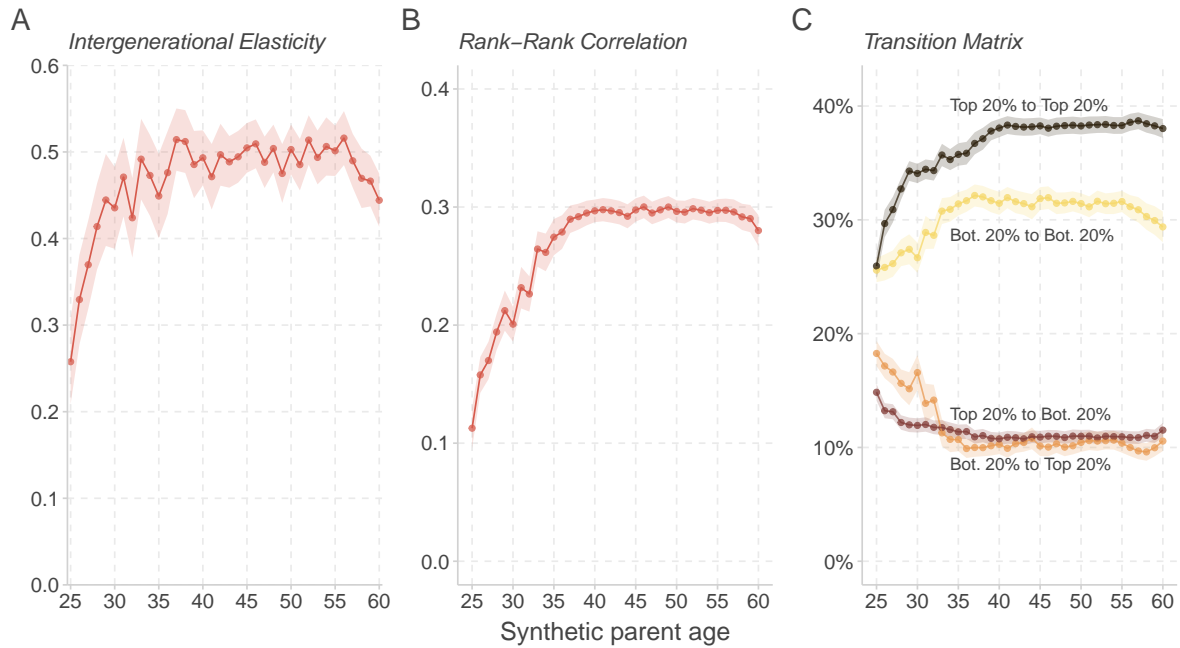 A
Intergenerational Elasticity
0.6
0.5
0.4
0.3
0.2
0.1
0.0
25 30 35 40 45 50 55 60
B
Rank−Rank Correlation
0.4
0.3
0.2
0.1
0.0
25 30 35 40 45 50 55 60
Synthetic parent age
C
Transition Matrix
40%
30%
20%
10%
0%
Top 20% to Top 20%
Bot. 20% to Bot. 20%
Top 20% to Bot. 20%
Bot. 20% to Top 20%
25 30 35 40 45 50 55 60